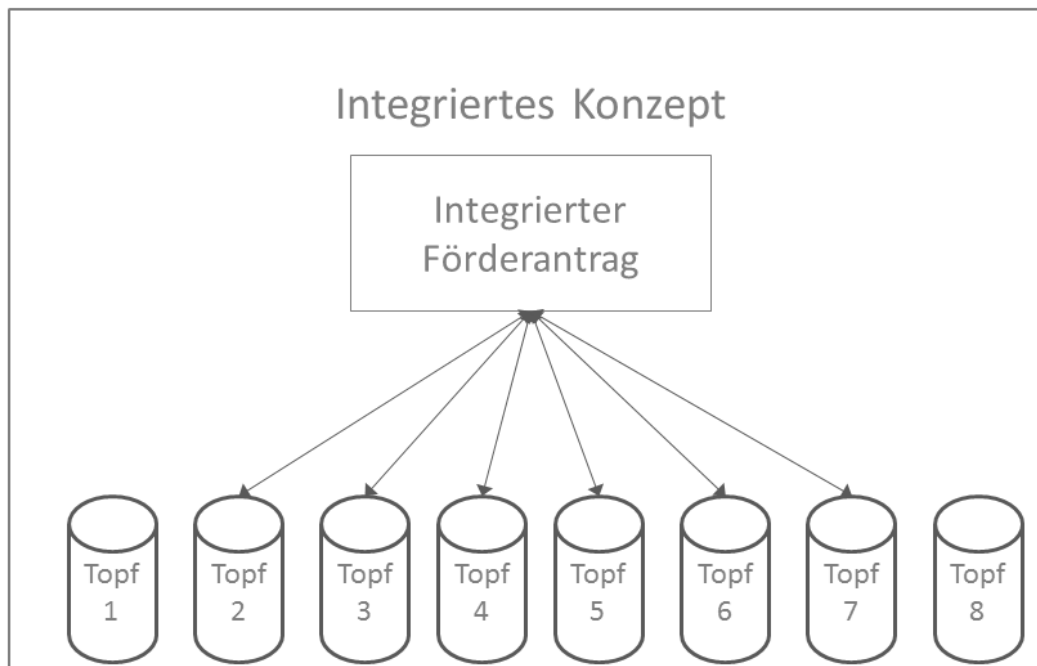 Integriertes Konzept
Integrierter
Förderantrag
Topf
1
Topf
2
Topf
3
Topf
4
Topf
5
Topf
6
Topf
7
Topf
8